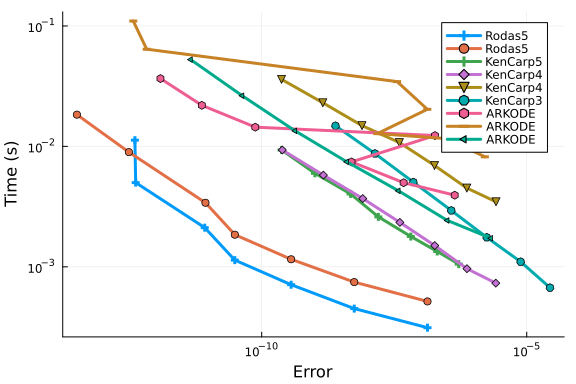 10⁻¹
10⁻²
10⁻³
Time (s)
Rodas5
Rodas5
KenCarp5
KenCarp4
KenCarp4
KenCarp3
ARKODE
ARKODE
ARKODE
10⁻¹⁰
10⁻⁵
Error